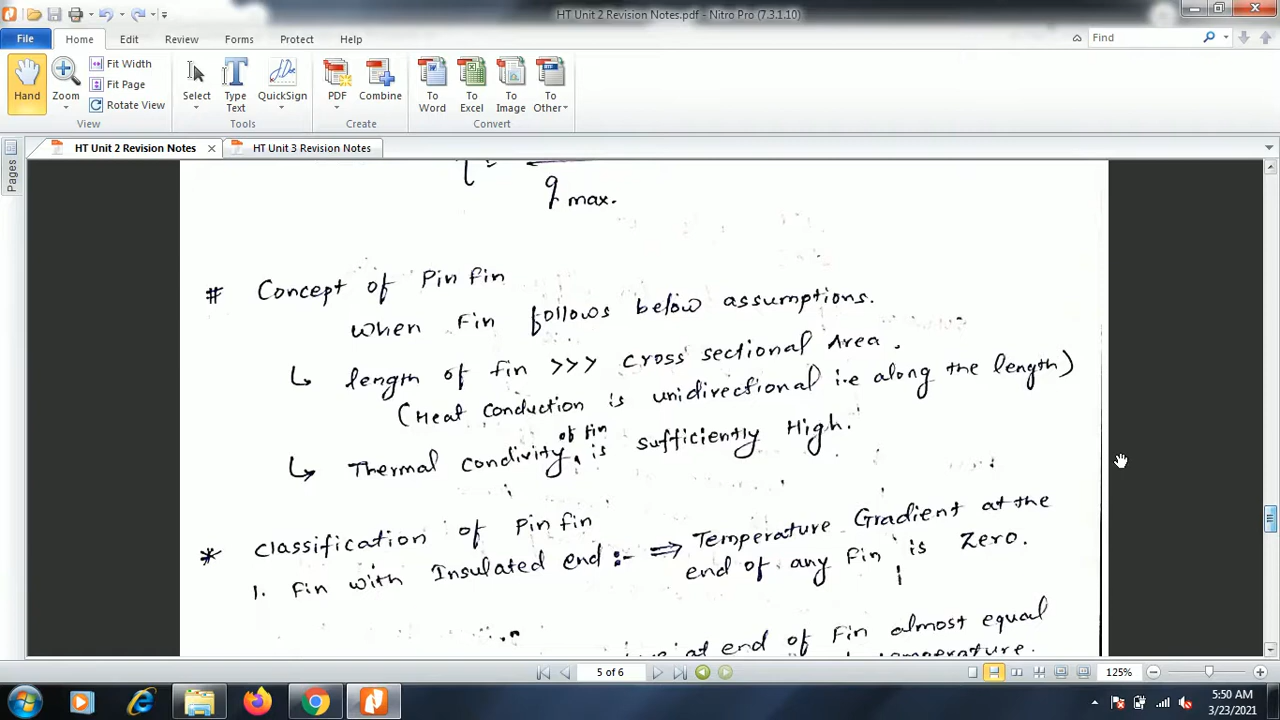 HT Unit 2 Revision Notes.pdf - Nitro Pro (7.3.1.10)
File Home Edit Review Forms Protect Help
Find
Hand
Zoom
Fit Width
Fit Page
Rotate View
View
Select
Type Text
QuickSign
Tools
PDF
Combine
Create
To Word
To Excel
To Image
To Other
Convert
HT Unit 2 Revision Notes
HT Unit 3 Revision Notes
Pages
q max.
# Concept of Pin fin
When Fin follows below assumptions.
↳ length of fin >>> cross sectional Area.
(Heat conduction is unidirectional i.e along the length)
↳ Thermal condivity of fin is sufficiently High.
* Classification of Pin fin
1. Fin with Insulated end :- ⇒ Temperature Gradient at the
end of any Fin is Zero.
at end of Fin almost equal
temperature.
5 of 6
125%
5:50 AM
3/23/2021